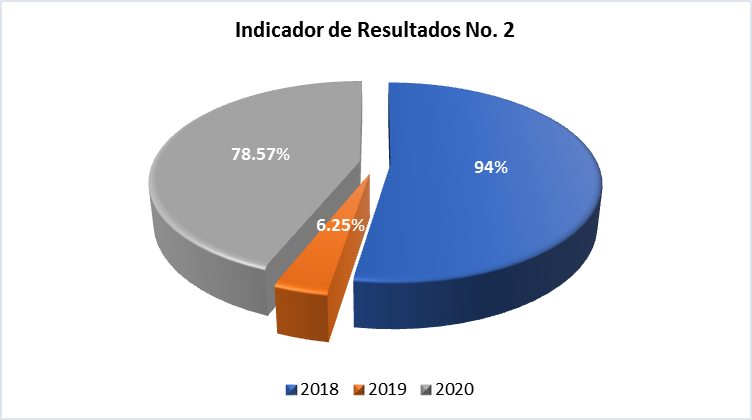 Indicador de Resultados No. 2
78.57%
94%
6.25%
2018 2019 2020